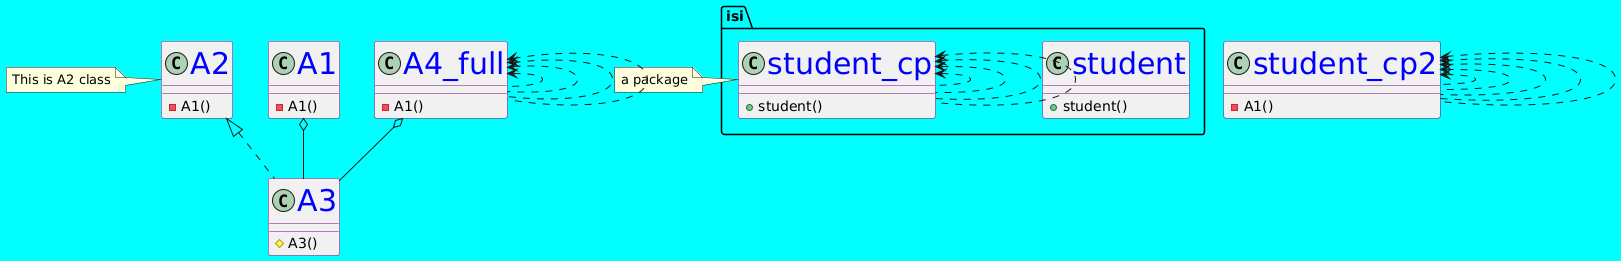 isi
This is A2 class
C A2
A1()
C A1
A1()
C A4_full
A1()
a package
C student_cp
student()
C student
student()
C student_cp2
A1()
C A3
A3()